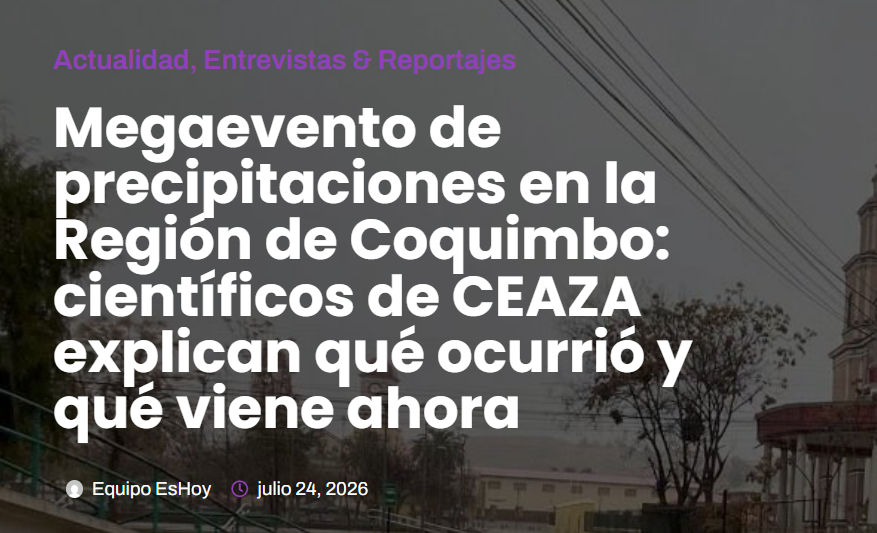 Actualidad, Entrevistas & Reportajes
Megaevento de
precipitaciones en la
Región de Coquimbo:
científicos de CEAZA
explican qué ocurrió y
qué viene ahora
Equipo EsHoy julio 24, 2026